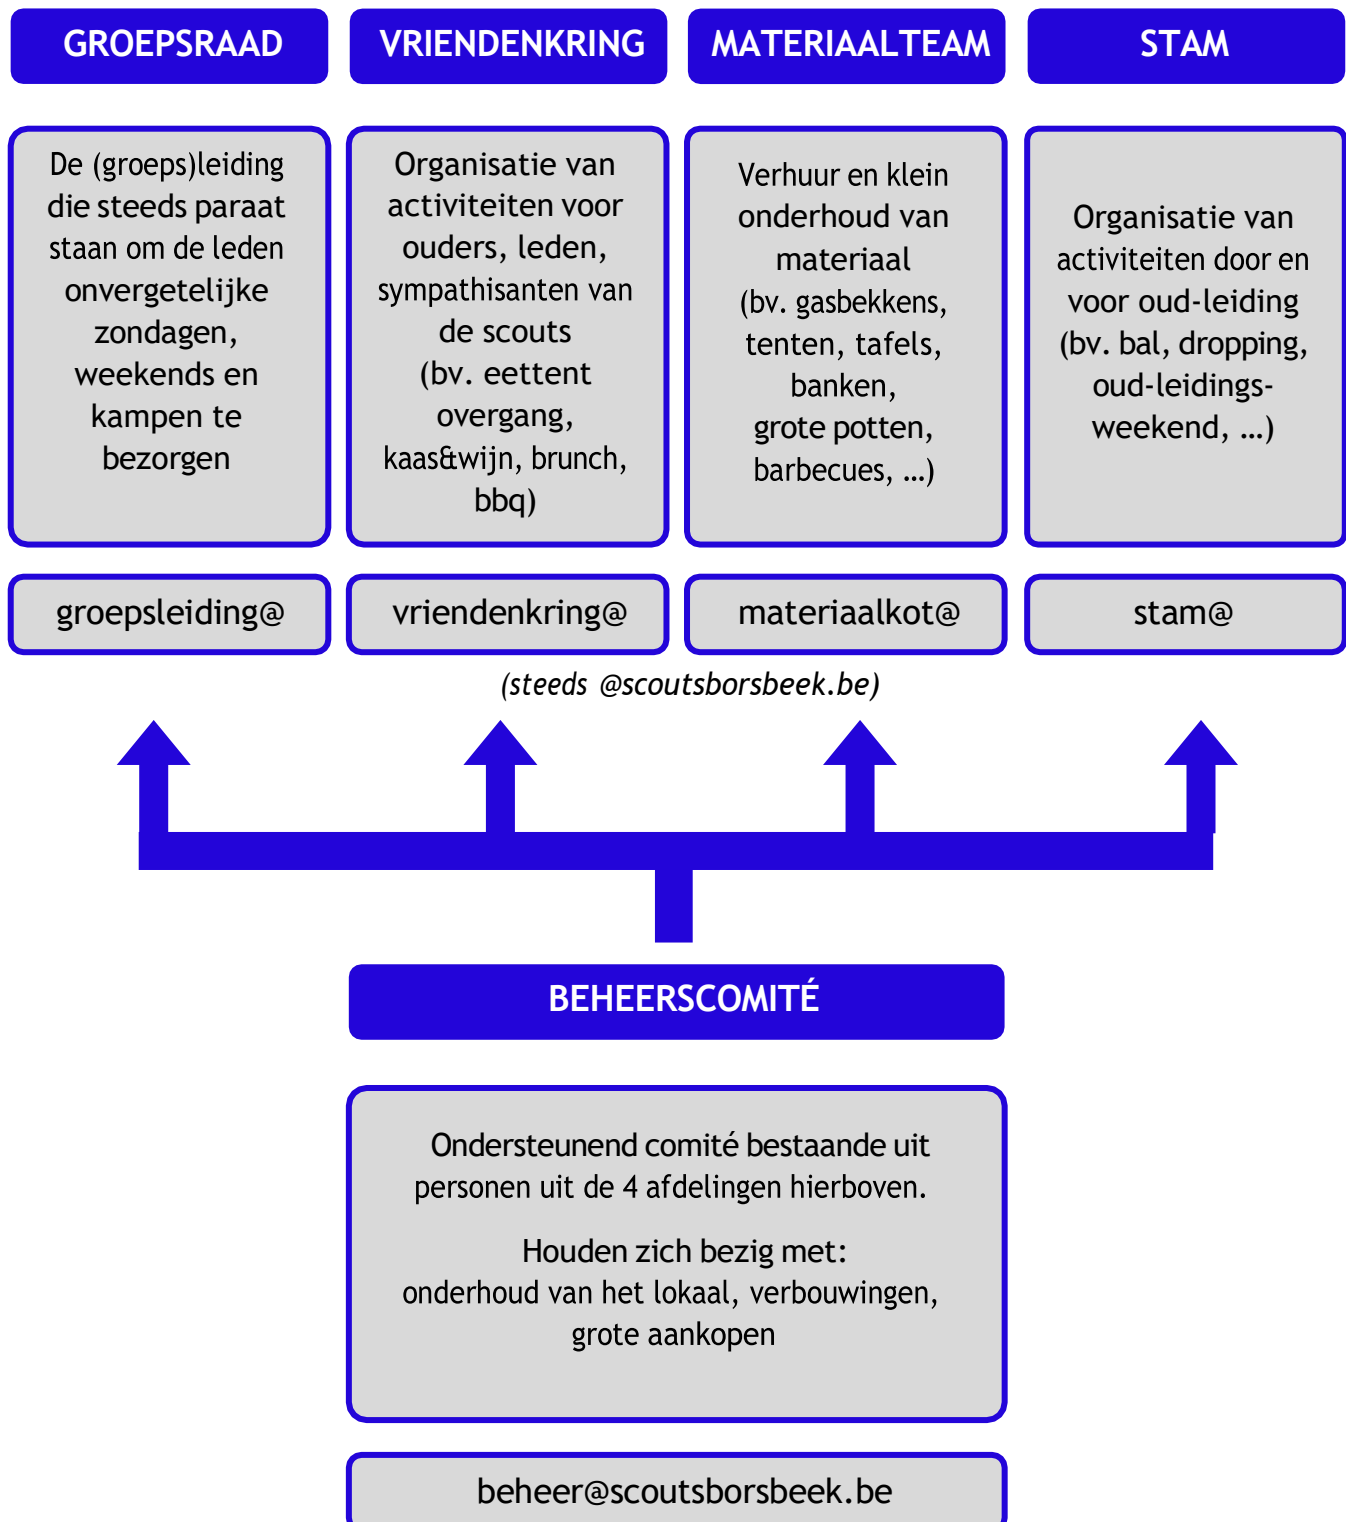 GROEPSRAAD
De (groeps)leiding
die steeds paraat
staan om de leden
onvergetelijke
zondagen,
weekends en
kampen te
bezorgen
groepsleiding@
VRIENDENKRING
Organisatie van
activiteiten voor
ouders, leden,
sympathisanten van
de scouts
(bv. eettent
overgang,
kaas&wijn, brunch,
bbq)
vriendenkring@
MATERIAALTEAM
Verhuur en klein
onderhoud van
materiaal
(bv. gasbekkens,
tenten, tafels,
banken,
grote potten,
barbecues, …)
materiaalkot@
STAM
Organisatie van
activiteiten door en
voor oud-leiding
(bv. bal, dropping,
oud-leidings-
weekend, …)
stam@
(steeds @scoutsborsbeek.be)
BEHEERSCOMITÉ
Ondersteunend comité bestaande uit
personen uit de 4 afdelingen hierboven.
Houden zich bezig met:
onderhoud van het lokaal, verbouwingen,
grote aankopen
beheer@scoutsborsbeek.be